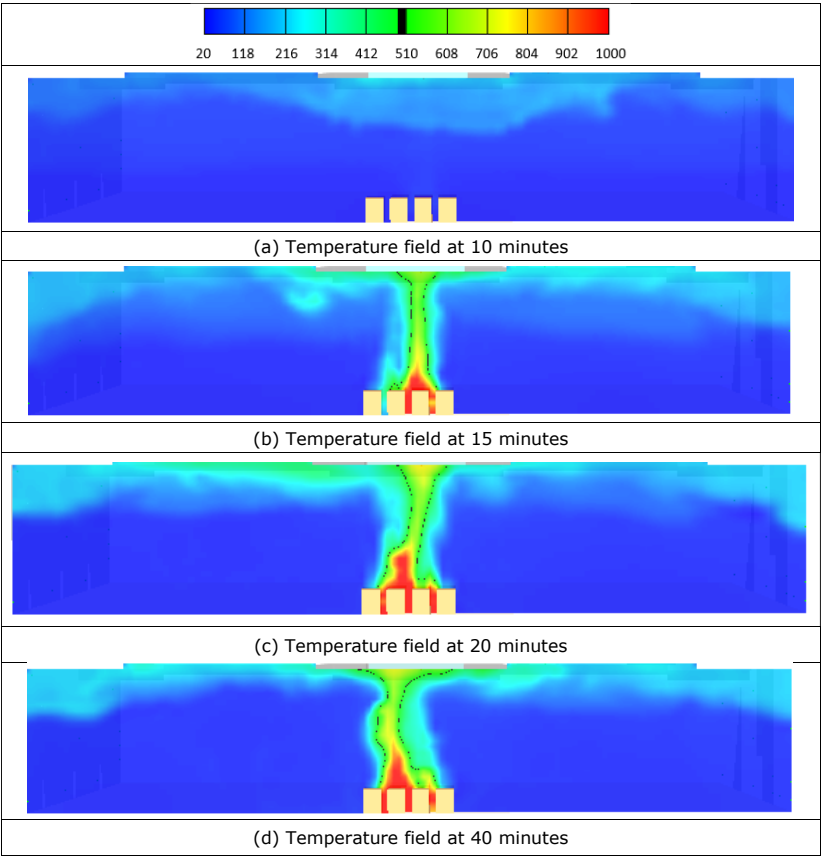 20 118 216 314 412 510 608 706 804 902 1000
(a) Temperature field at 10 minutes
(b) Temperature field at 15 minutes
(c) Temperature field at 20 minutes
(d) Temperature field at 40 minutes